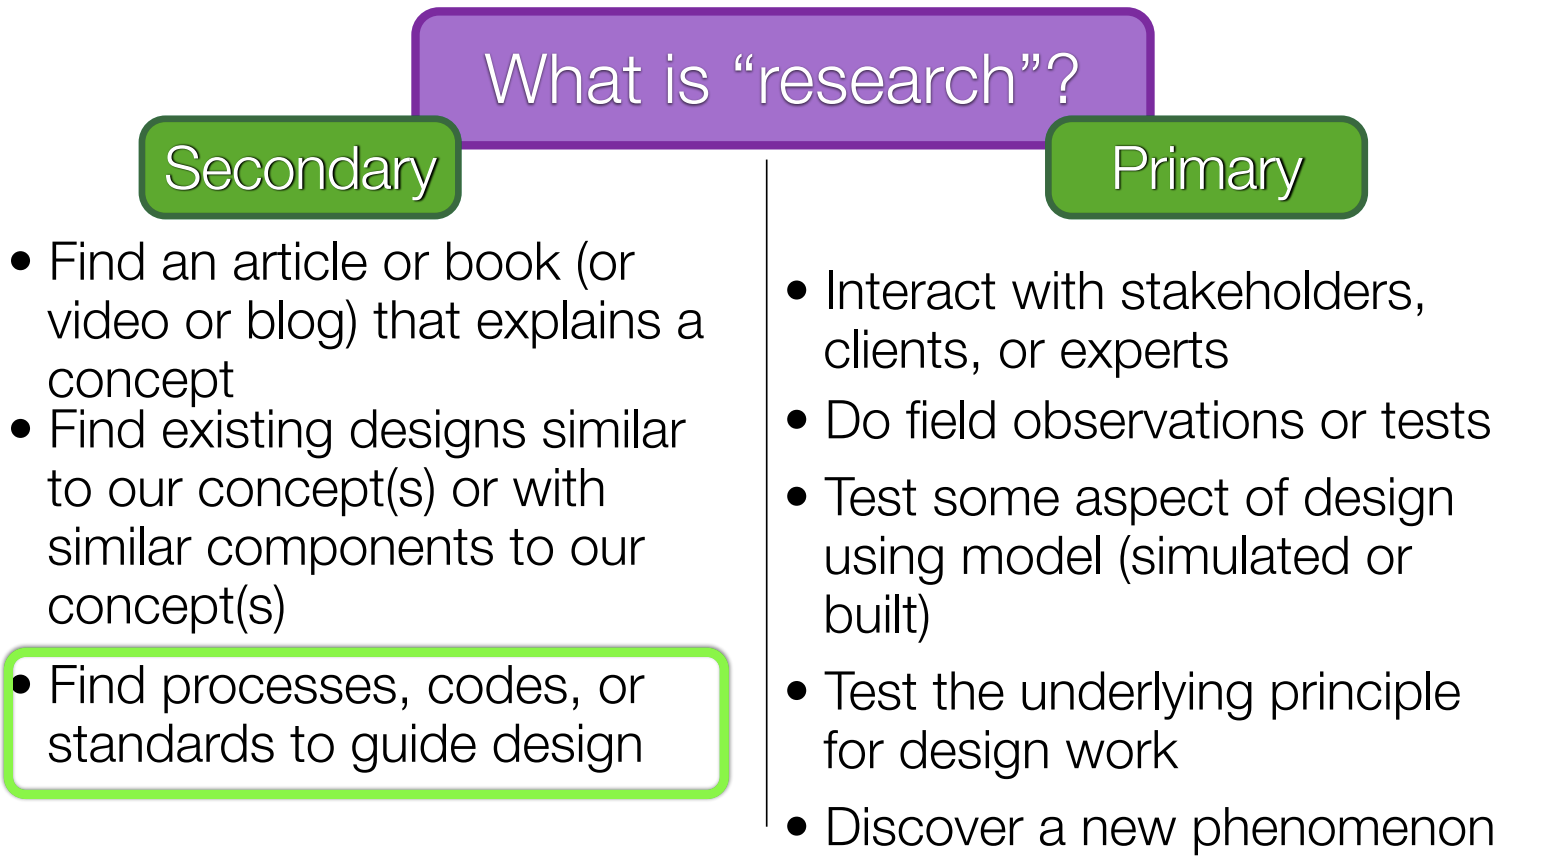 What is “research”?
Secondary
• Find an article or book (or
video or blog) that explains a
concept
• Find existing designs similar
to our concept(s) or with
similar components to our
concept(s)
• Find processes, codes, or
standards to guide design
Primary
• Interact with stakeholders,
clients, or experts
• Do field observations or tests
• Test some aspect of design
using model (simulated or
built)
• Test the underlying principle
for design work
• Discover a new phenomenon